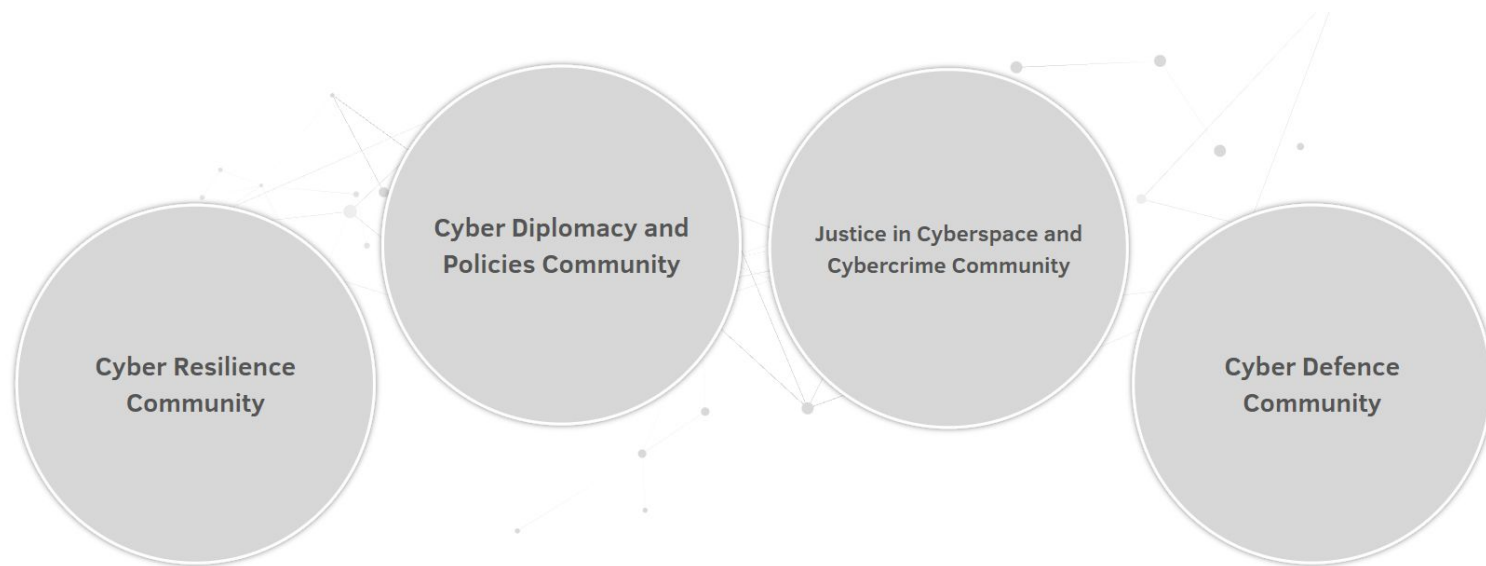 Cyber Resilience
Community
Cyber Diplomacy and
Policies Community
Justice in Cyberspace and
Cybercrime Community
Cyber Defence
Community